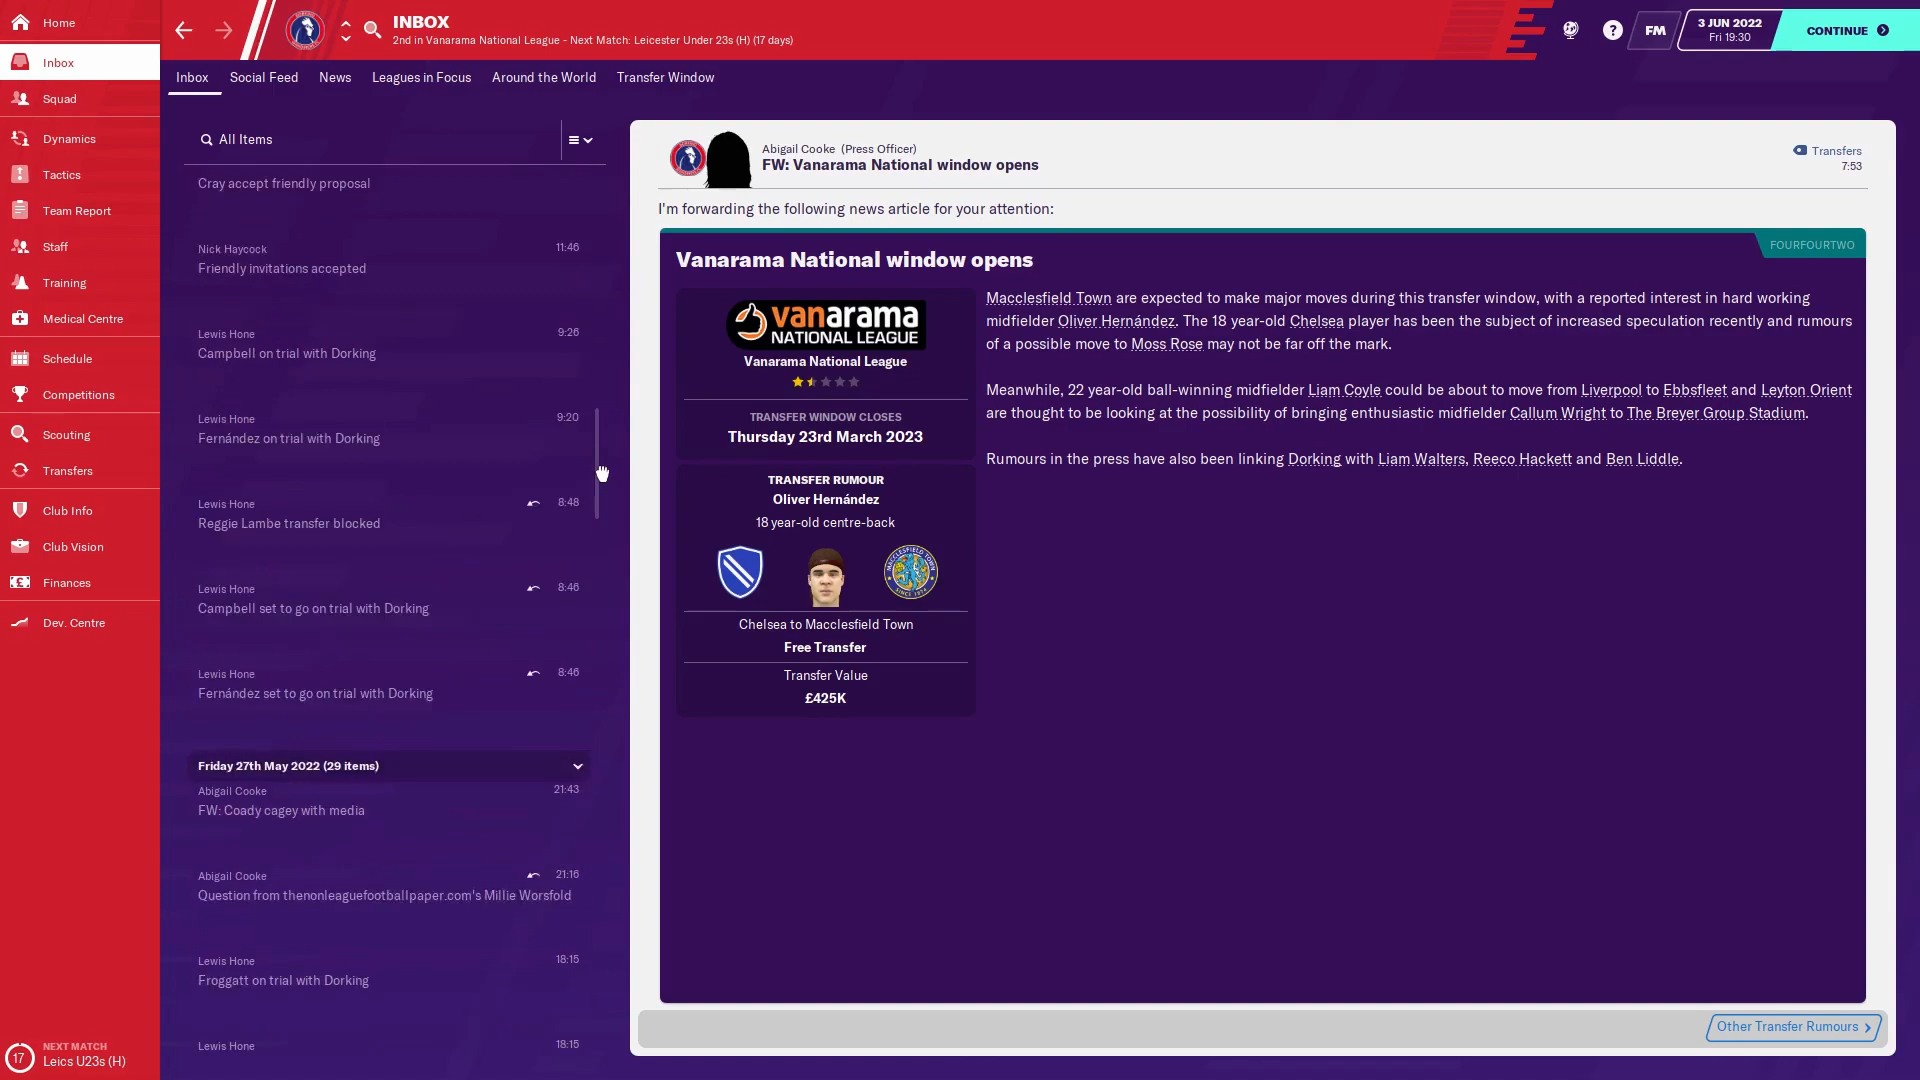 Home
Inbox
Squad
Dynamics
Tactics
Team Report
Staff
Training
Medical Centre
Schedule
Competitions
Scouting
Transfers
Club Info
Club Vision
Finances
Dev. Centre
17
NEXT MATCH
Leics U23s (H)
INBOX
2nd in Vanarama National League - Next Match: Leicester Under 23s (H) (17 days)
?
FM
3 JUN 2022
Fri 19:30
CONTINUE
Inbox Social Feed News Leagues in Focus Around the World Transfer Window
All Items
Cray accept friendly proposal
Nick Haycock 11:46
Friendly invitations accepted
Lewis Hone 9:26
Campbell on trial with Dorking
Lewis Hone 9:20
Fernández on trial with Dorking
Lewis Hone 8:48
Reggie Lambe transfer blocked
Lewis Hone 8:46
Campbell set to go on trial with Dorking
Lewis Hone 8:46
Fernández set to go on trial with Dorking
Friday 27th May 2022 (29 items)
Abigail Cooke 21:43
FW: Coady cagey with media
Abigail Cooke 21:16
Question from thenonleaguefootballpaper.com's Millie Worsfold
Lewis Hone 18:15
Froggatt on trial with Dorking
Lewis Hone 18:15
Abigail Cooke (Press Officer)
FW: Vanarama National window opens
Transfers
7:53
I'm forwarding the following news article for your attention:
FOURFOURTWO
Vanarama National window opens
vanarama
NATIONAL LEAGUE
Vanarama National League
TRANSFER WINDOW CLOSES
Thursday 23rd March 2023
TRANSFER RUMOUR
Oliver Hernández
18 year-old centre-back
MACCLESFIELD TOWN
SINCE 1874
Chelsea to Macclesfield Town
Free Transfer
Transfer Value
£425K
Macclesfield Town are expected to make major moves during this transfer window, with a reported interest in hard working
midfielder Oliver Hernández. The 18 year-old Chelsea player has been the subject of increased speculation recently and rumours
of a possible move to Moss Rose may not be far off the mark.
Meanwhile, 22 year-old ball-winning midfielder Liam Coyle could be about to move from Liverpool to Ebbsfleet and Leyton Orient
are thought to be looking at the possibility of bringing enthusiastic midfielder Callum Wright to The Breyer Group Stadium.
Rumours in the press have also been linking Dorking with Liam Walters, Reeco Hackett and Ben Liddle.
Other Transfer Rumours